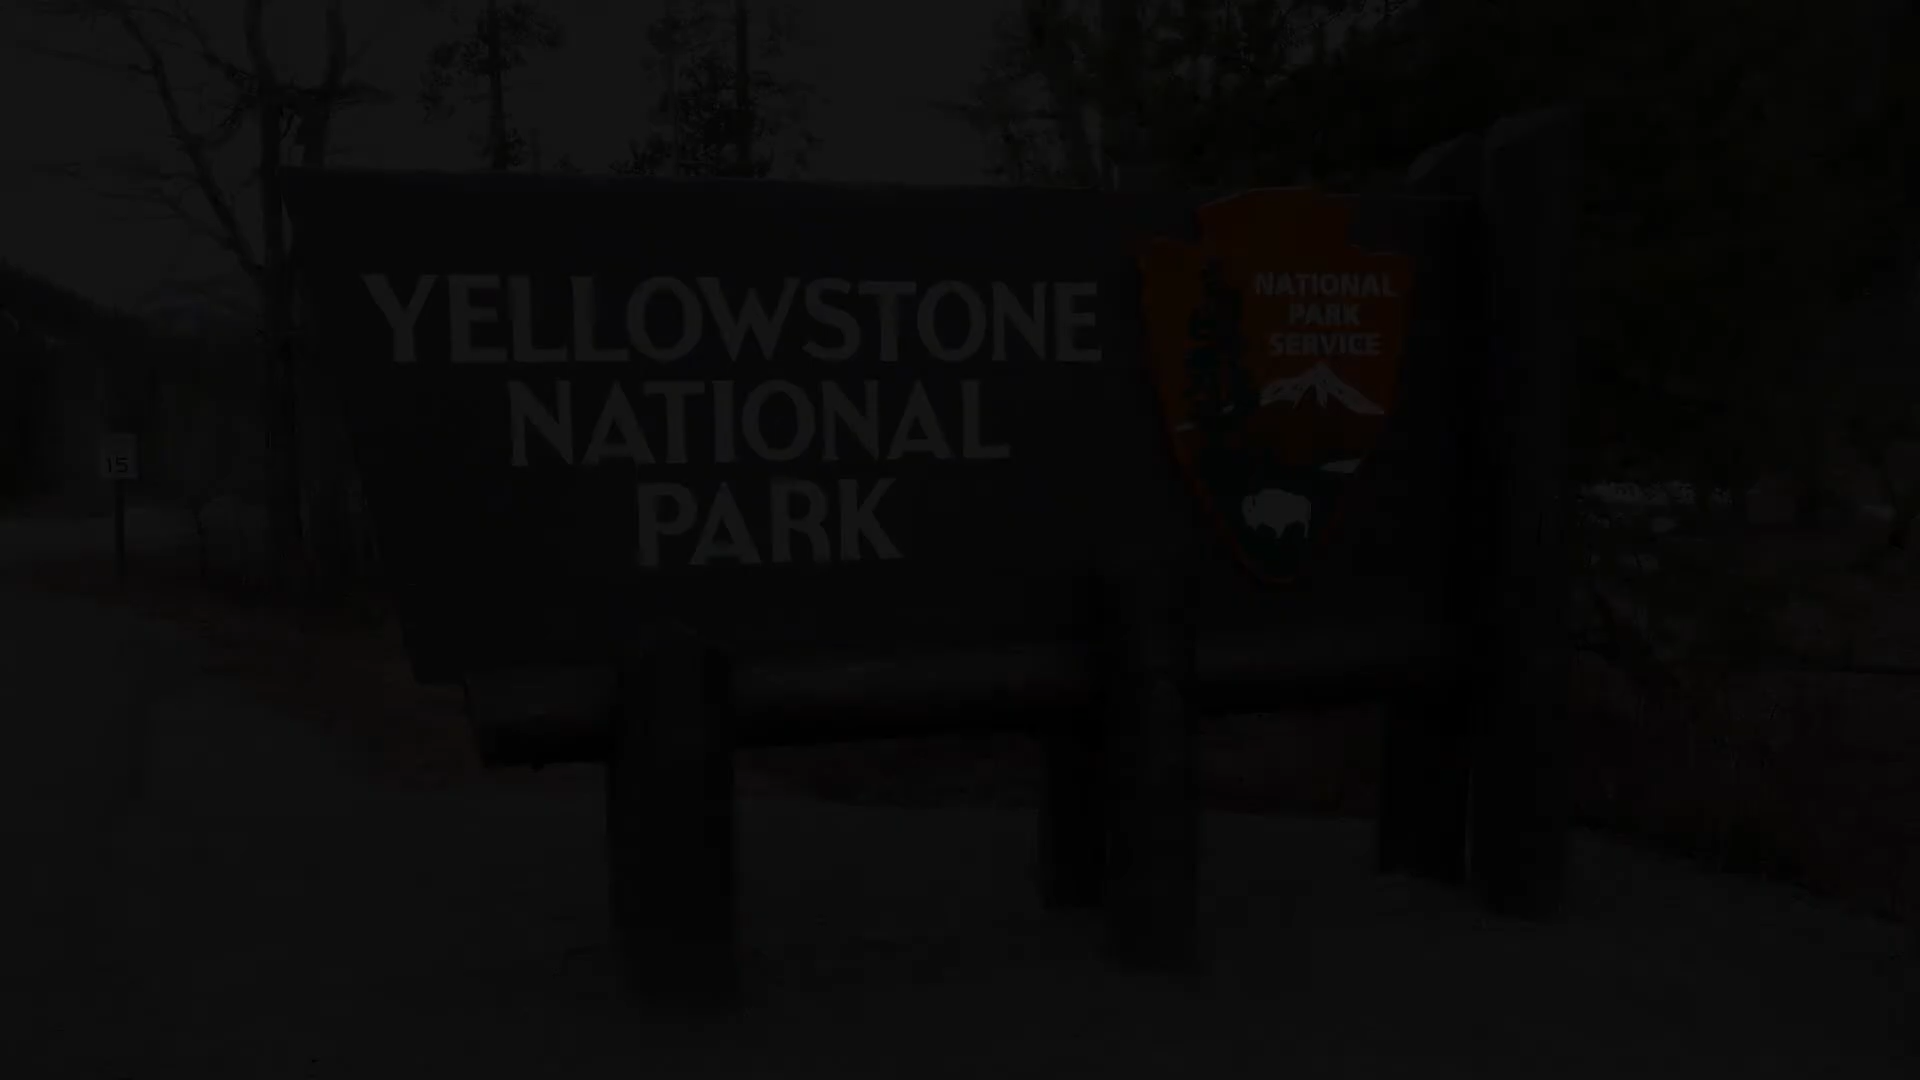 YELLOWSTONE
NATIONAL
PARK
NATIONAL
PARK
SERVICE
15